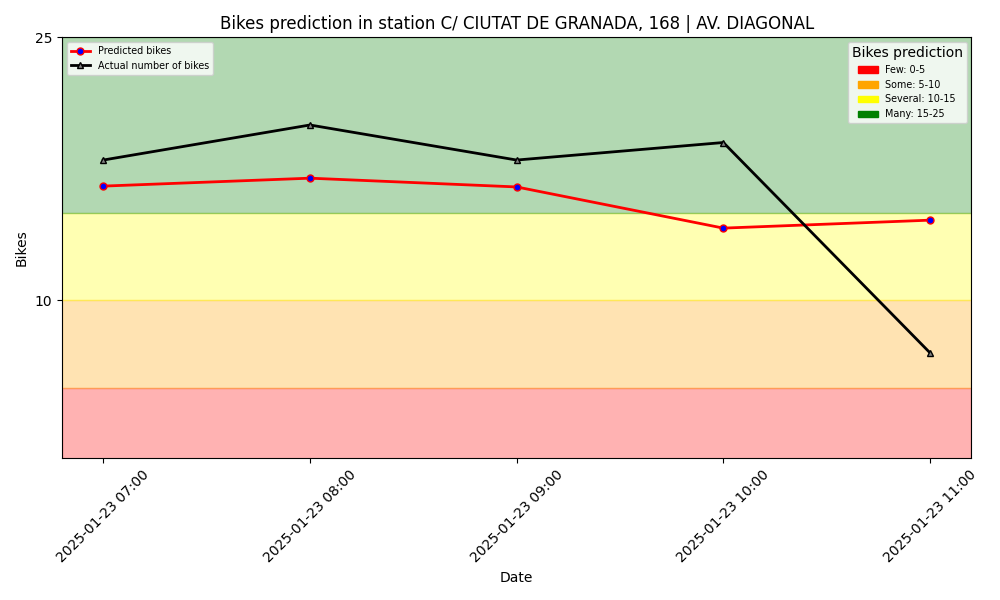 Bikes prediction in station C/ CIUTAT DE GRANADA, 168 | AV. DIAGONAL
25
10
Bikes
Predicted bikes
Actual number of bikes
Bikes prediction
Few: 0-5
Some: 5-10
Several: 10-15
Many: 15-25
2025-01-23 07:00
2025-01-23 08:00
2025-01-23 09:00
2025-01-23 10:00
2025-01-23 11:00
Date